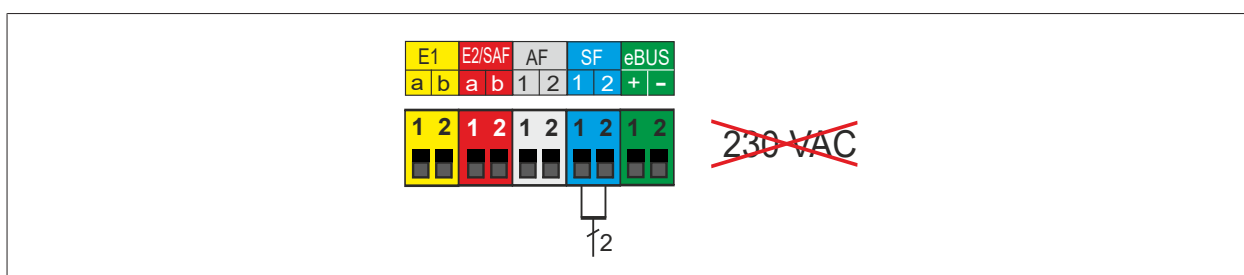 E1 E2/SAF AF SF eBUS
a b a b 1 2 1 2 + -
1 2 1 2 1 2 1 2 1 2
230 VAC
2